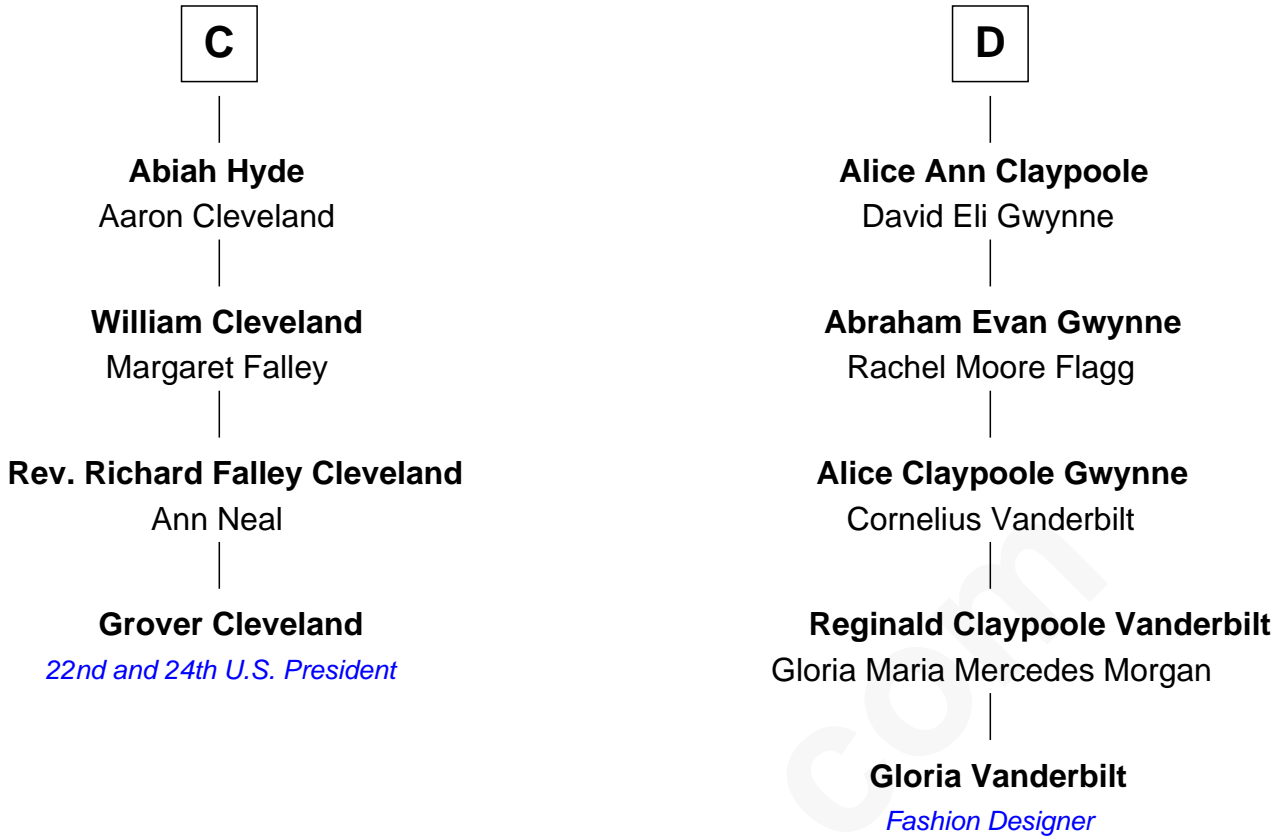 C
Abiah Hyde
Aaron Cleveland
William Cleveland
Margaret Falley
Rev. Richard Falley Cleveland
Ann Neal
Grover Cleveland
22nd and 24th U.S. President
D
Alice Ann Claypoole
David Eli Gwynne
Abraham Evan Gwynne
Rachel Moore Flagg
Alice Claypoole Gwynne
Cornelius Vanderbilt
Reginald Claypoole Vanderbilt
Gloria Maria Mercedes Morgan
Gloria Vanderbilt
Fashion Designer
com